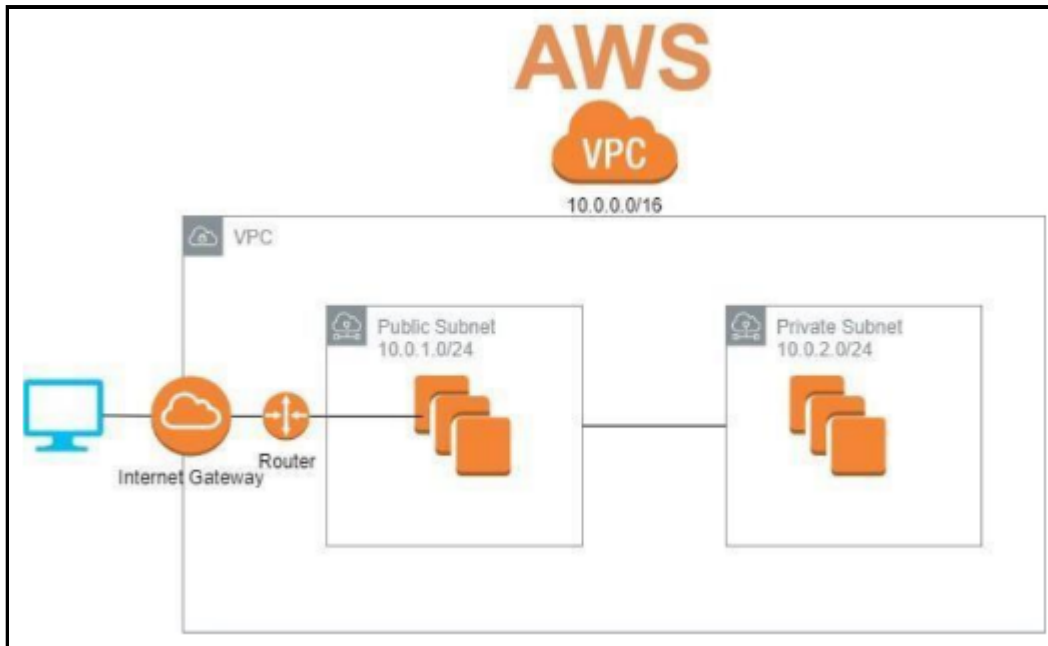 AWS
VPC
10.0.0.0/16
VPC
Public Subnet
10.0.1.0/24
Private Subnet
10.0.2.0/24
Internet Gateway
Router